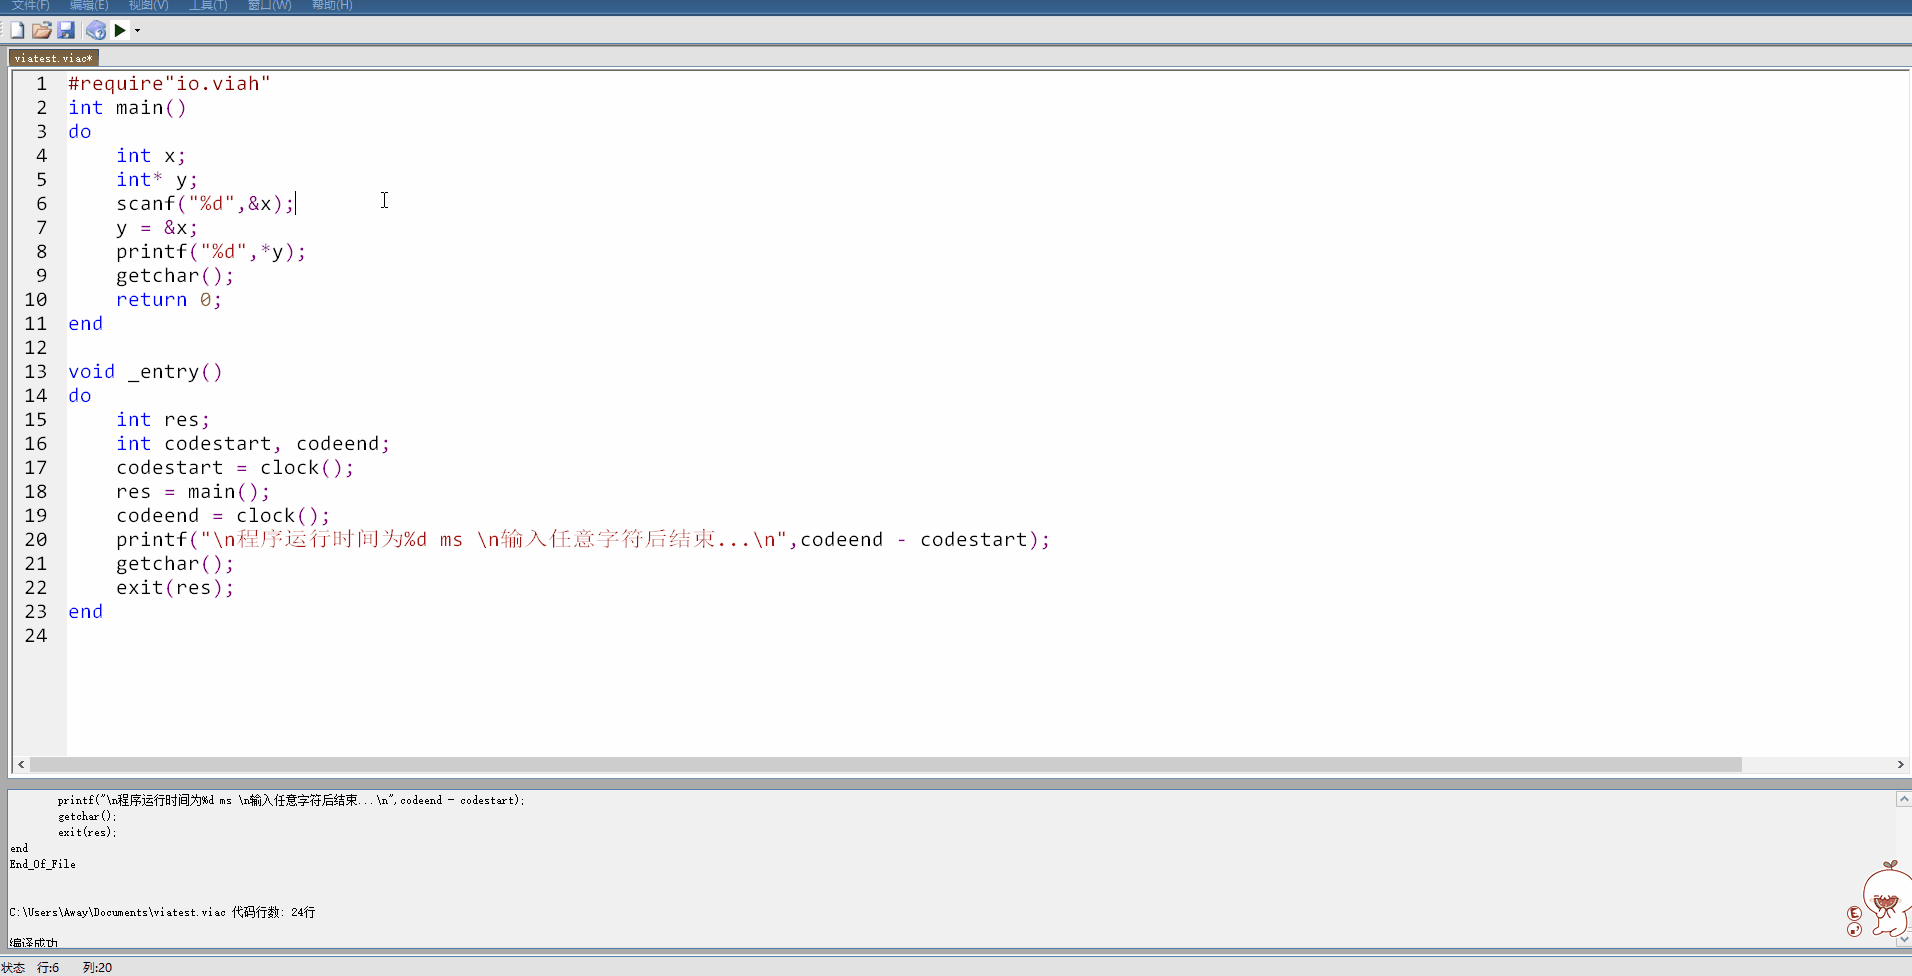 文件(F) 编辑(E) 视图(V) 工具(T) 窗口(W) 帮助(H)
viatest.viac*
1 #require"io.viah"
2 int main()
3 do
4     int x;
5     int* y;
6     scanf("%d",&x);
7     y = &x;
8     printf("%d",*y);
9     getchar();
10     return 0;
11 end
12
13 void _entry()
14 do
15     int res;
16     int codestart, codeend;
17     codestart = clock();
18     res = main();
19     codeend = clock();
20     printf("\n程序运行时间为%d ms \n输入任意字符后结束...\n",codeend - codestart);
21     getchar();
22     exit(res);
23 end
24
printf("\n程序运行时间为%d ms \n输入任意字符后结束...\n",codeend - codestart);
getchar();
exit(res);
end
End_Of_File
C:\Users\Away\Documents\viatest.viac 代码行数: 24行
编译成功
E
状态 行:6 列:20